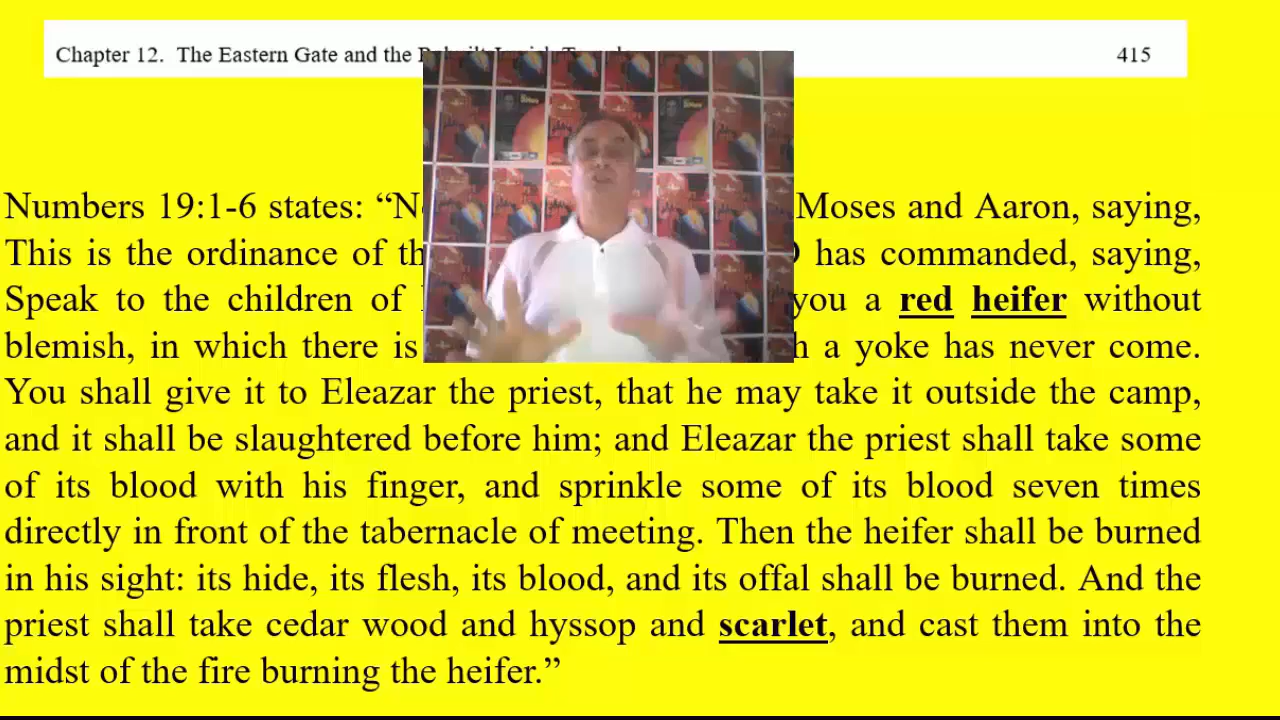 Chapter 12. The Eastern Gate and the 415
Numbers 19:1-6 states: “ Moses and Aaron, saying,
This is the ordinance of has commanded, saying,
Speak to the children of you a red heifer without
blemish, in which there is a yoke has never come.
You shall give it to Eleazar the priest, that he may take it outside the camp,
and it shall be slaughtered before him; and Eleazar the priest shall take some
of its blood with his finger, and sprinkle some of its blood seven times
directly in front of the tabernacle of meeting. Then the heifer shall be burned
in his sight: its hide, its flesh, its blood, and its offal shall be burned. And the
priest shall take cedar wood and hyssop and scarlet, and cast them into the
midst of the fire burning the heifer.”